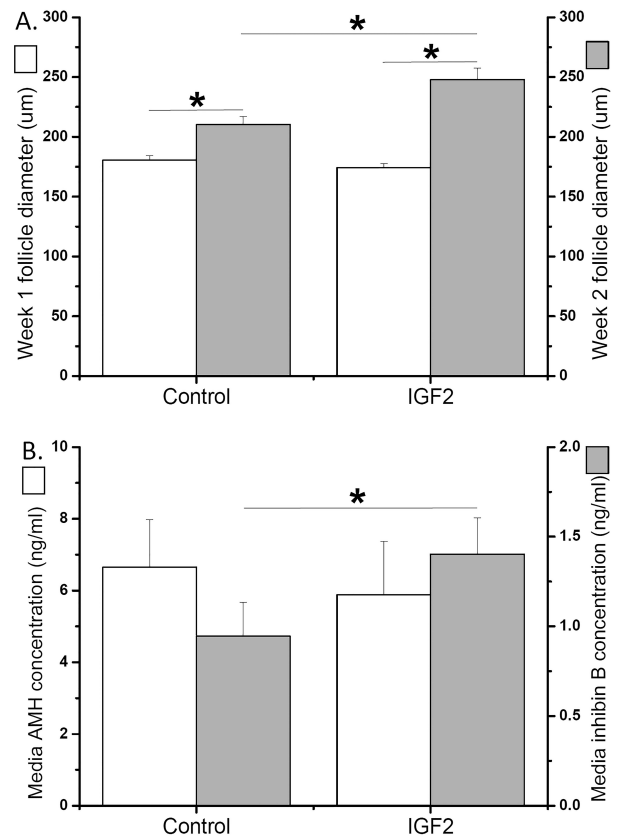 A.
Week 1 follicle diameter (um)
300
250
200
150
100
50
0
*
*
*
300
250
200
150
100
50
0
Week 2 follicle diameter (um)
Control
IGF2
B.
Media AMH concentration (ng/ml)
10
8
6
4
2
0
*
2.0
1.5
1.0
0.5
0.0
Media inhibin B concentration (ng/ml)
Control
IGF2